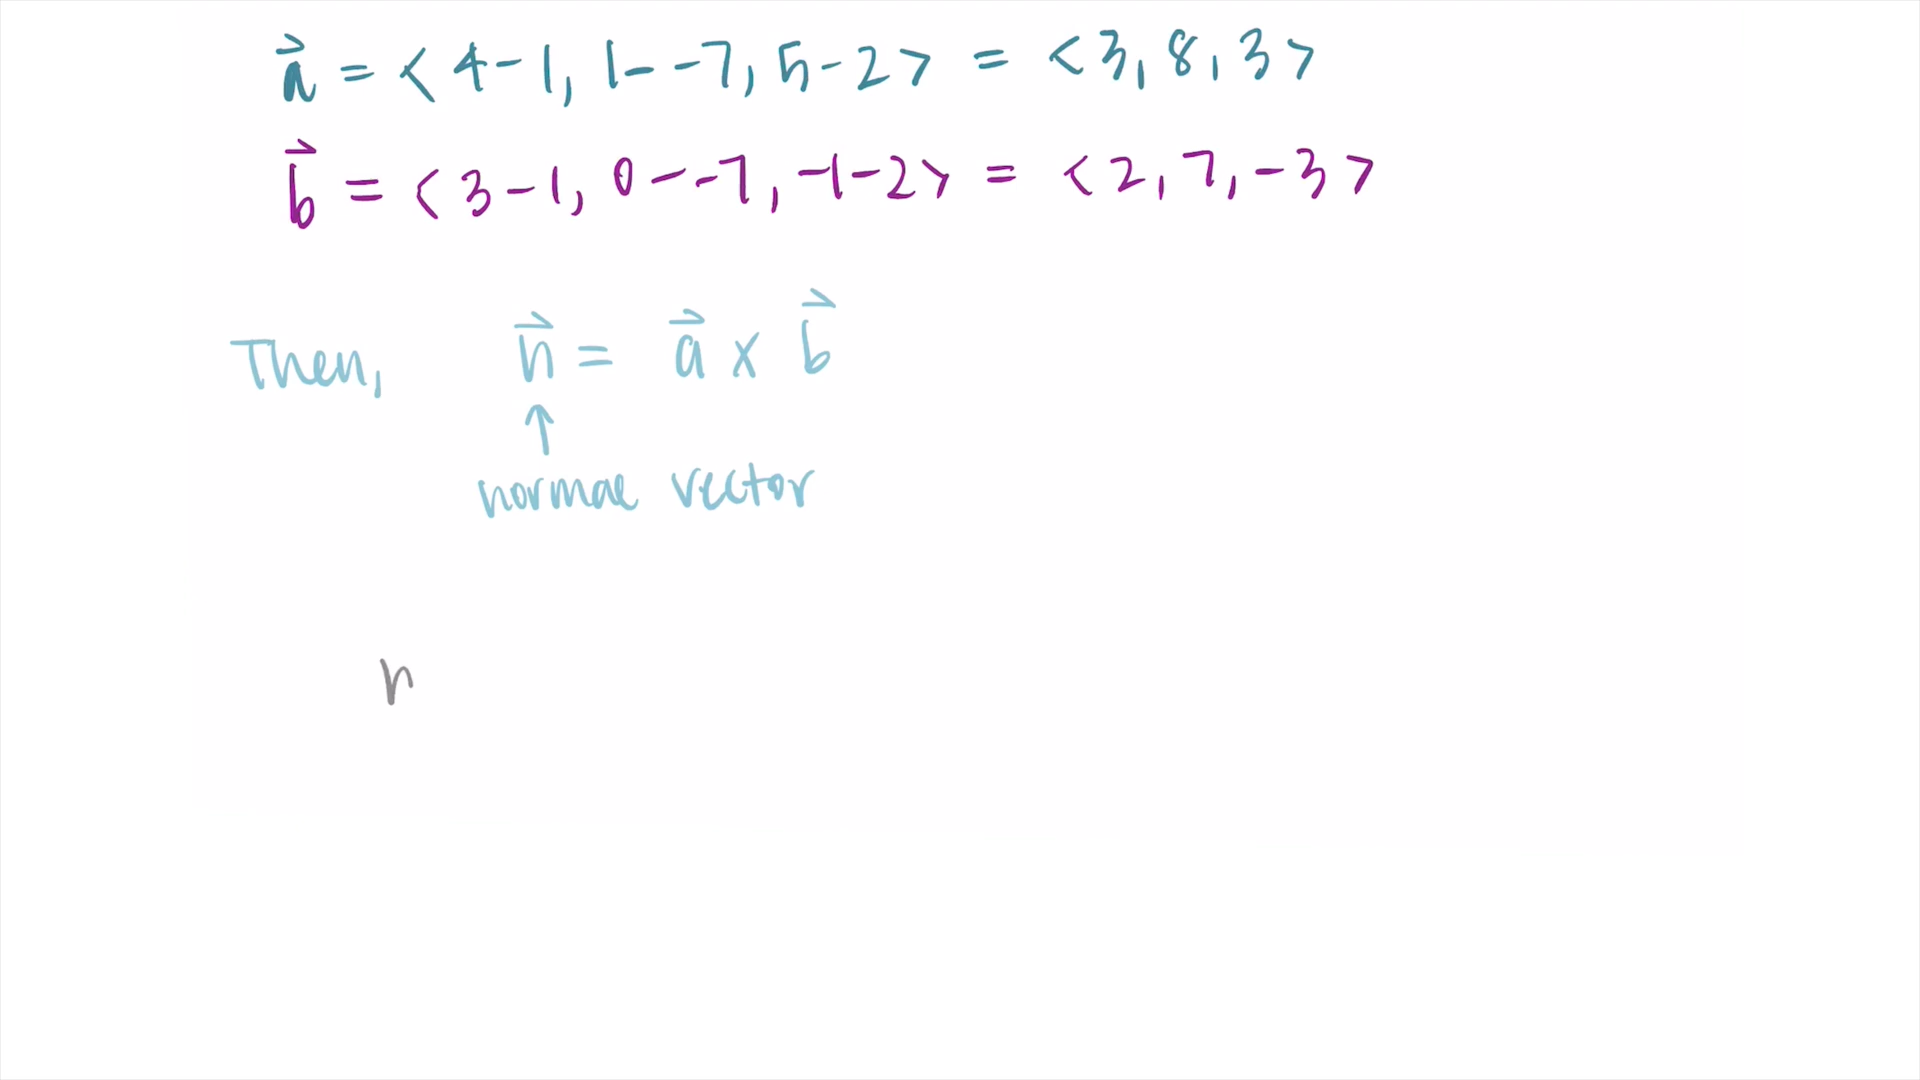 a⃗ = <4-1, 1--7, 5-2> = <3, 8, 3>
b⃗ = <3-1, 0--7, -1-2> = <2, 7, -3>
Then, n⃗ = a⃗ x b⃗
↑
normal vector
n